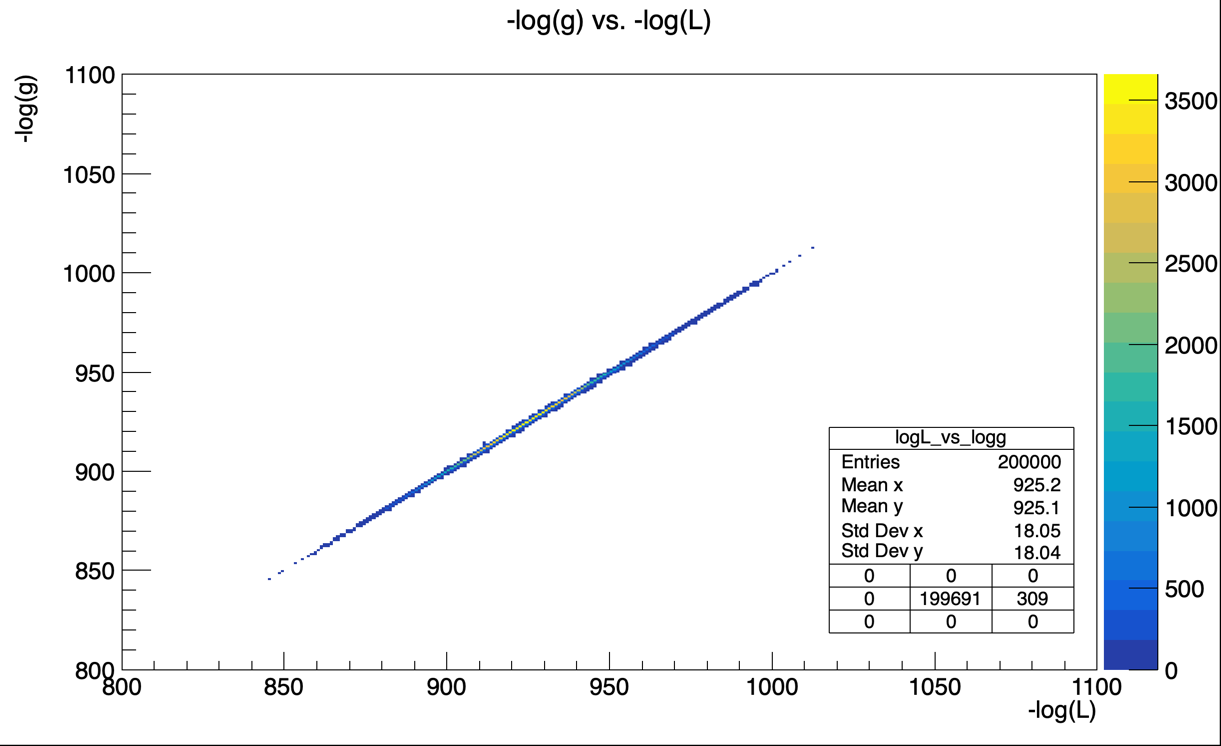 -log(g) vs. -log(L)
-log(g)
1100
1050
1000
950
900
850
800
800 850 900 950 1000 1050 1100
-log(L)
logL_vs_logg
Entries 200000
Mean x 925.2
Mean y 925.1
Std Dev x 18.05
Std Dev y 18.04
0 0 0
0 199691 309
0 0 0
3500
3000
2500
2000
1500
1000
500
0